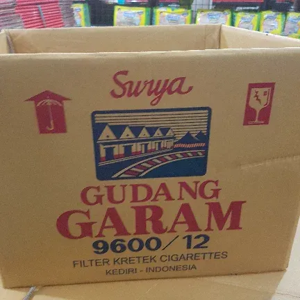 Surya
GUDANG
GARAM
9600/12
FILTER KRETEK CIGARETTES
KEDIRI - INDONESIA